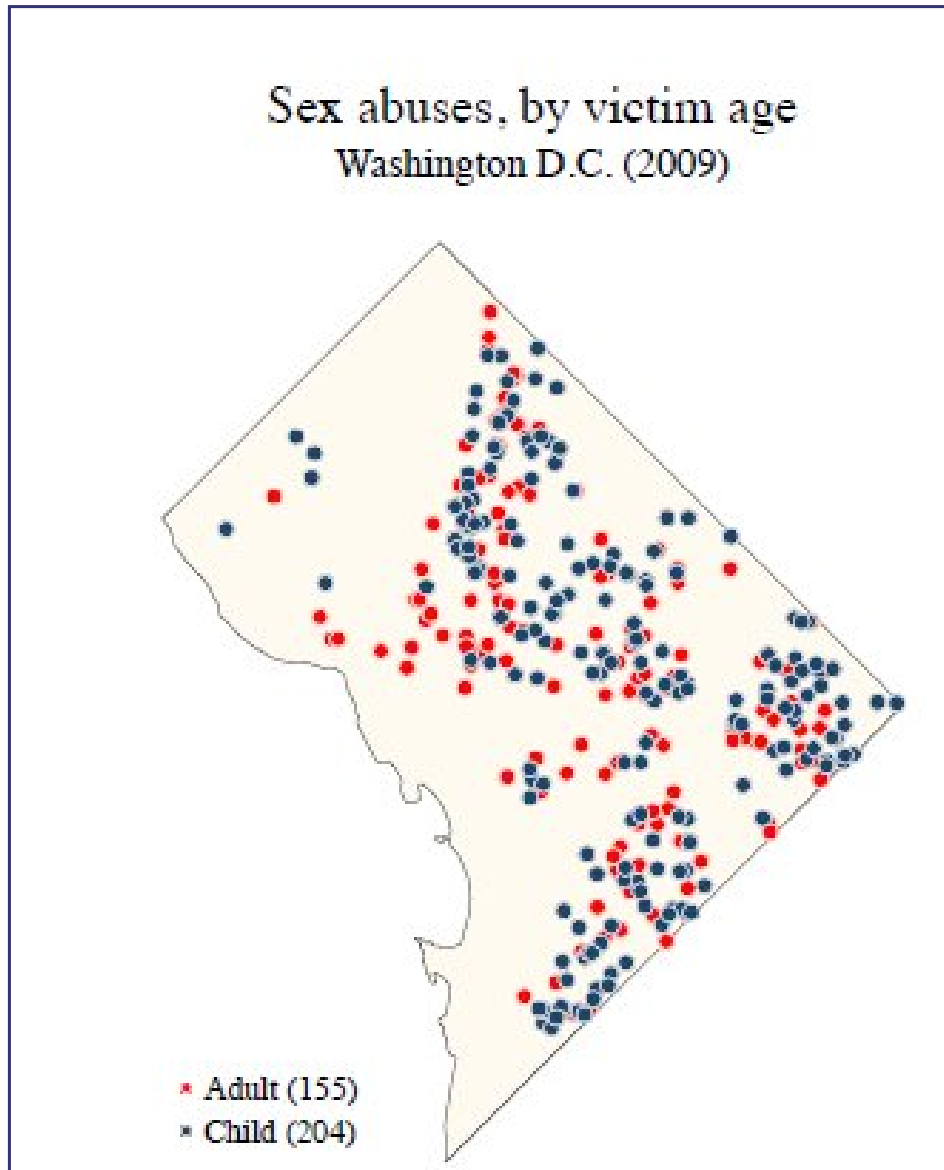 Sex abuses, by victim age
Washington D.C. (2009)
Adult (155)
Child (204)